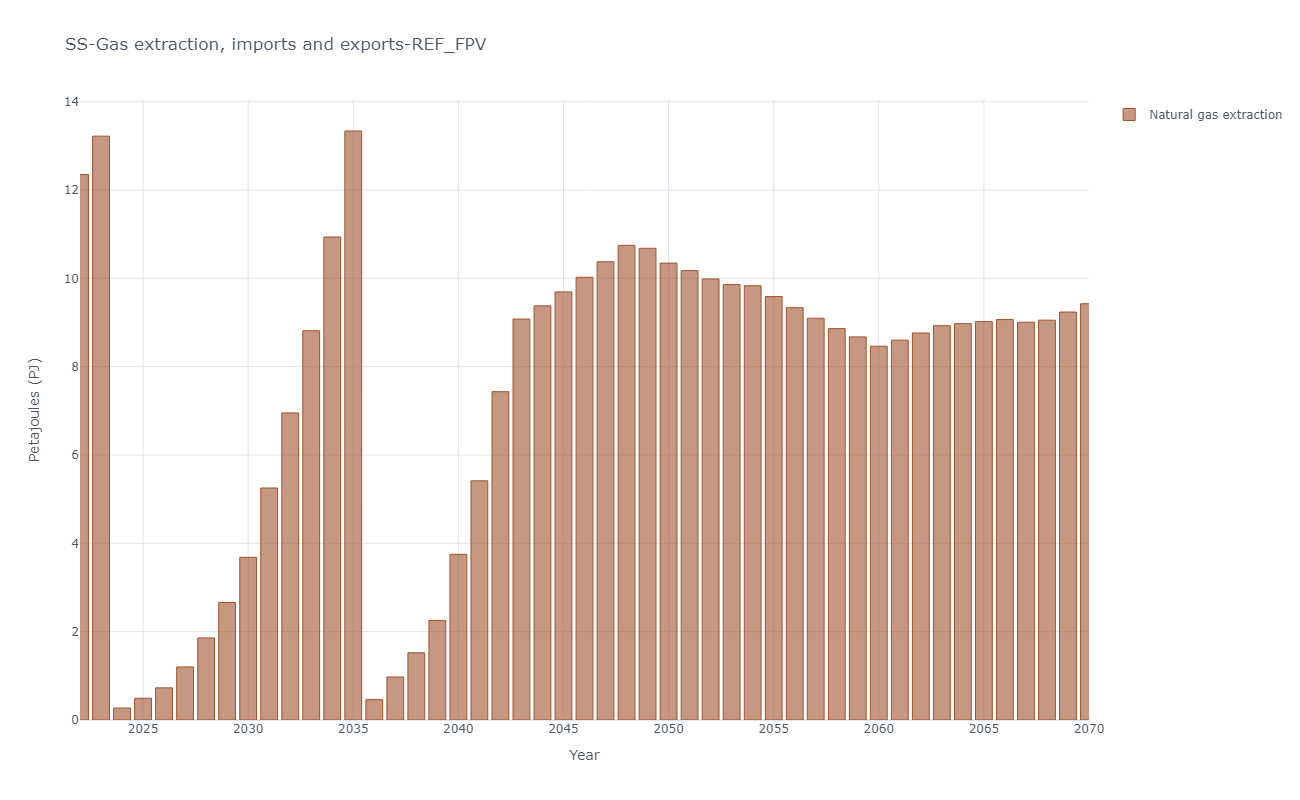 SS-Gas extraction, imports and exports-REF_FPV
14
12
10
8
6
4
2
0
Petajoules (PJ)
2025 2030 2035 2040 2045 2050 2055 2060 2065 2070
Year
Natural gas extraction